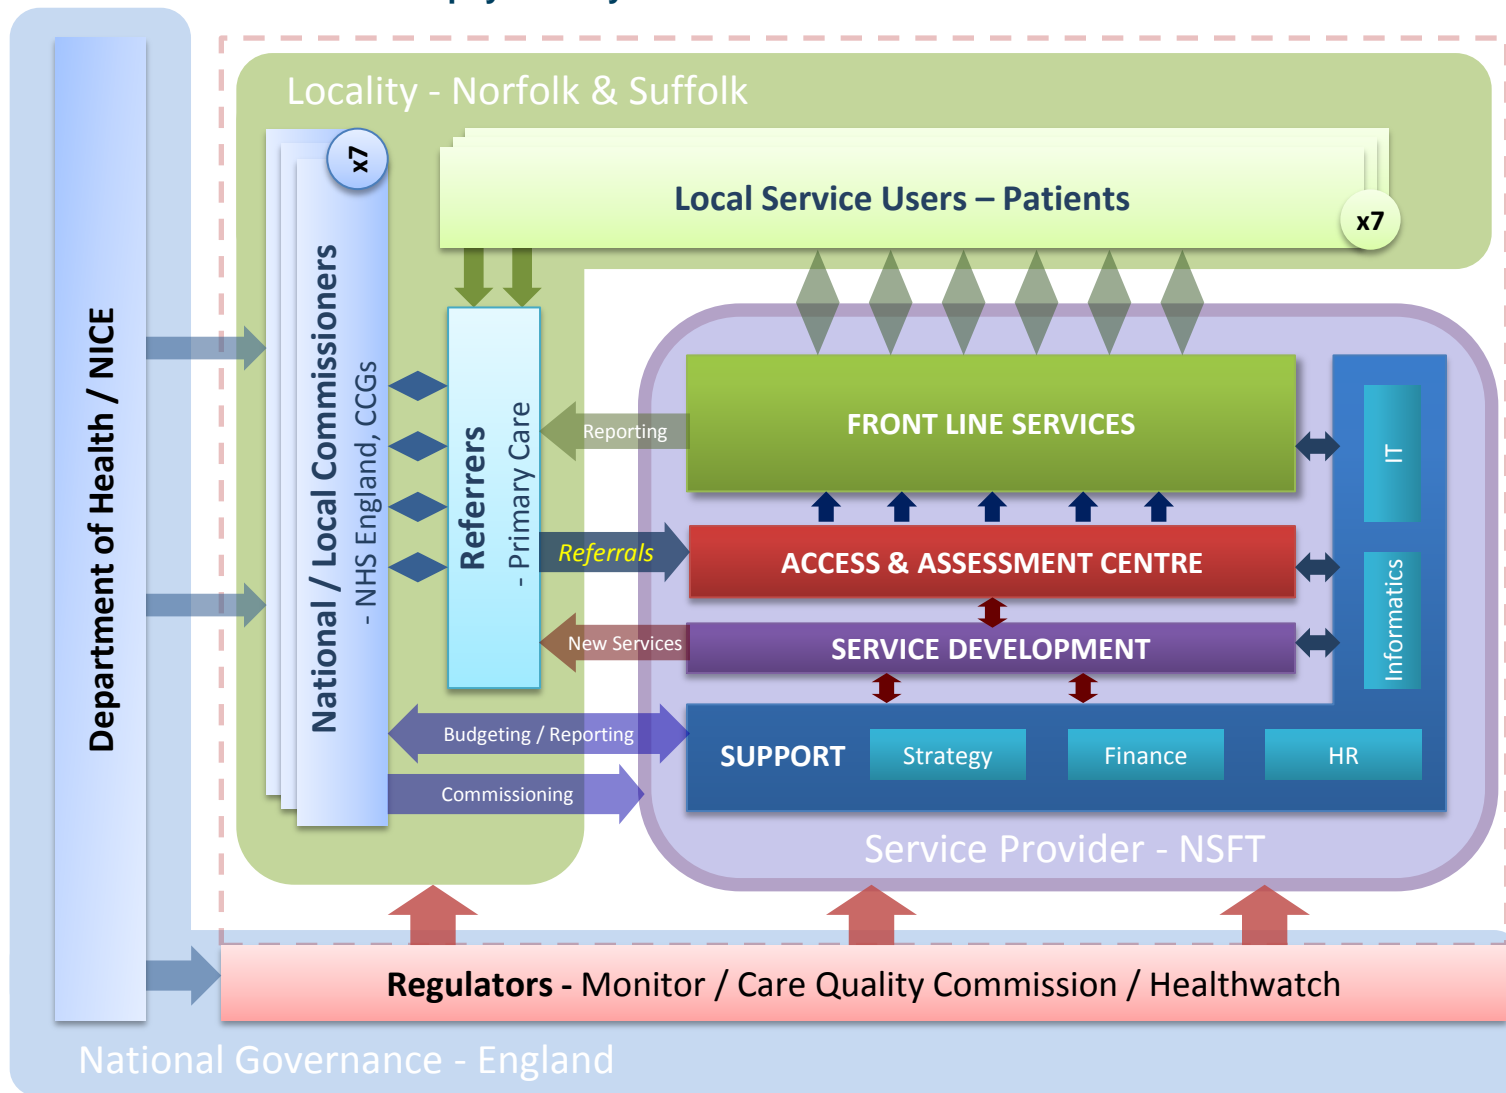 Locality - Norfolk & Suffolk
x7
Local Service Users – Patients
x7
Department of Health / NICE
National / Local Commissioners
- NHS England, CCGs
Referrers
- Primary Care
Reporting
FRONT LINE SERVICES
IT
Referrals
ACCESS & ASSESSMENT CENTRE
Informatics
New Services
SERVICE DEVELOPMENT
Budgeting / Reporting
SUPPORT
Strategy
Finance
HR
Commissioning
Service Provider - NSFT
Regulators - Monitor / Care Quality Commission / Healthwatch
National Governance - England